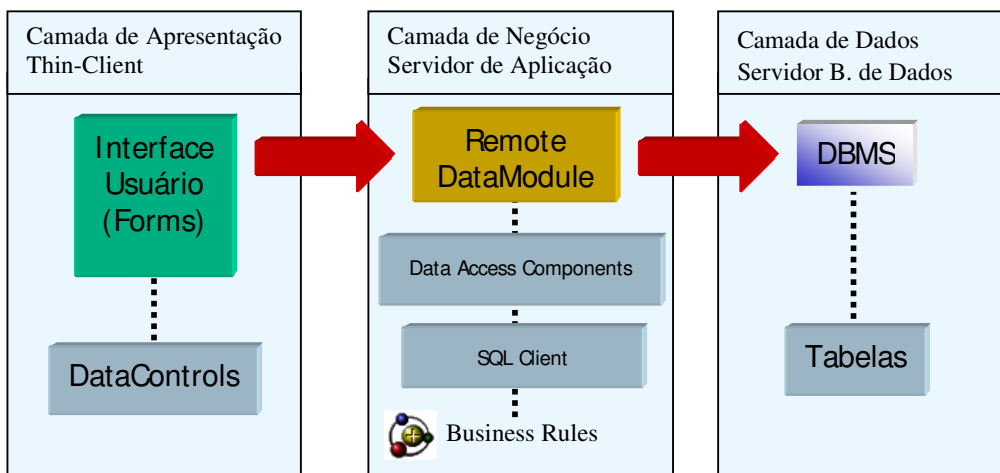 Camada de Apresentação
Thin-Client
Interface
Usuário
(Forms)
DataControls
Camada de Negócio
Servidor de Aplicação
Remote
DataModule
Data Access Components
SQL Client
Business Rules
Camada de Dados
Servidor B. de Dados
DBMS
Tabelas